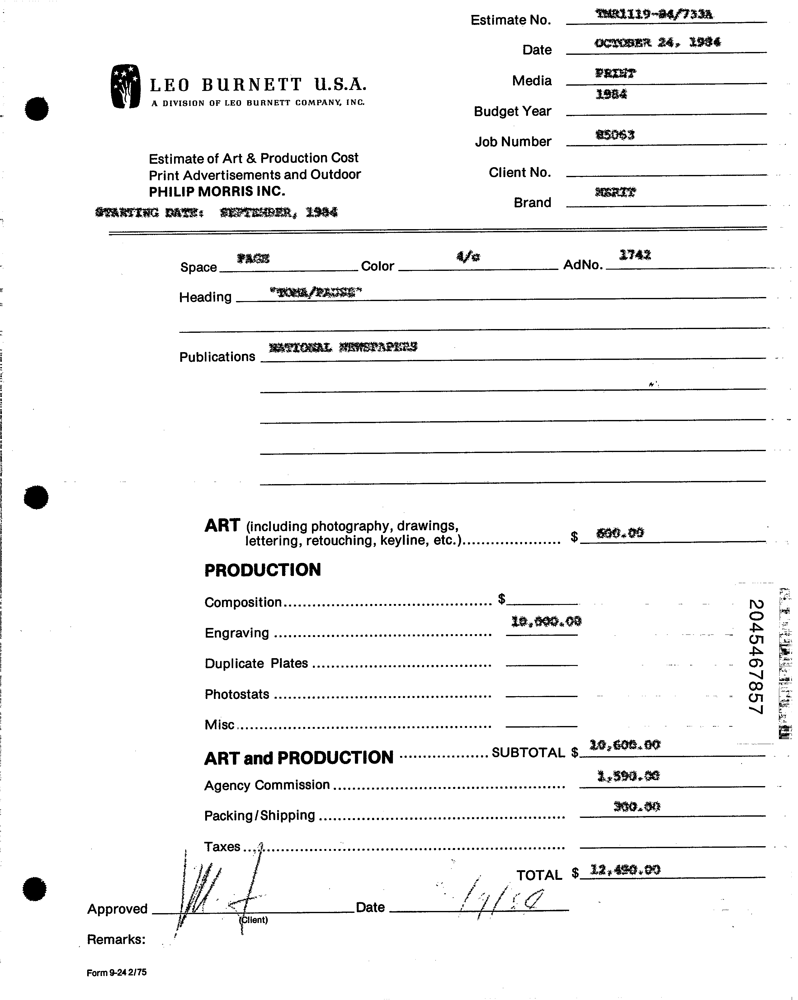 Estimate No. TMR1119-84/733A
Date OCTOBER 24, 1984
Media PRINT
Budget Year 1984
Job Number 85063
Client No.
Brand MERIT
LEO BURNETT U.S.A.
A DIVISION OF LEO BURNETT COMPANY, INC.
Estimate of Art & Production Cost
Print Advertisements and Outdoor
PHILIP MORRIS INC.
STARTING DATE: SEPTEMBER, 1984
Space PAGE Color 4/c AdNo. 1742
Heading "TOMA/PAUSE"
Publications NATIONAL NEWSPAPERS
ART (including photography, drawings,
lettering, retouching, keyline, etc.)..................... $ 600.00
PRODUCTION
Composition............................................ $
Engraving .............................................. 10,000.00
Duplicate Plates ......................................
Photostats ..............................................
Misc......................................................
ART and PRODUCTION .................. SUBTOTAL $ 10,600.00
Agency Commission .................................................. 1,590.00
Packing/Shipping ..................................................... 300.00
Taxes.....................................................................
TOTAL $ 12,490.00
Approved Date
(Client)
Remarks:
Form 9-24 2/75
2045467857